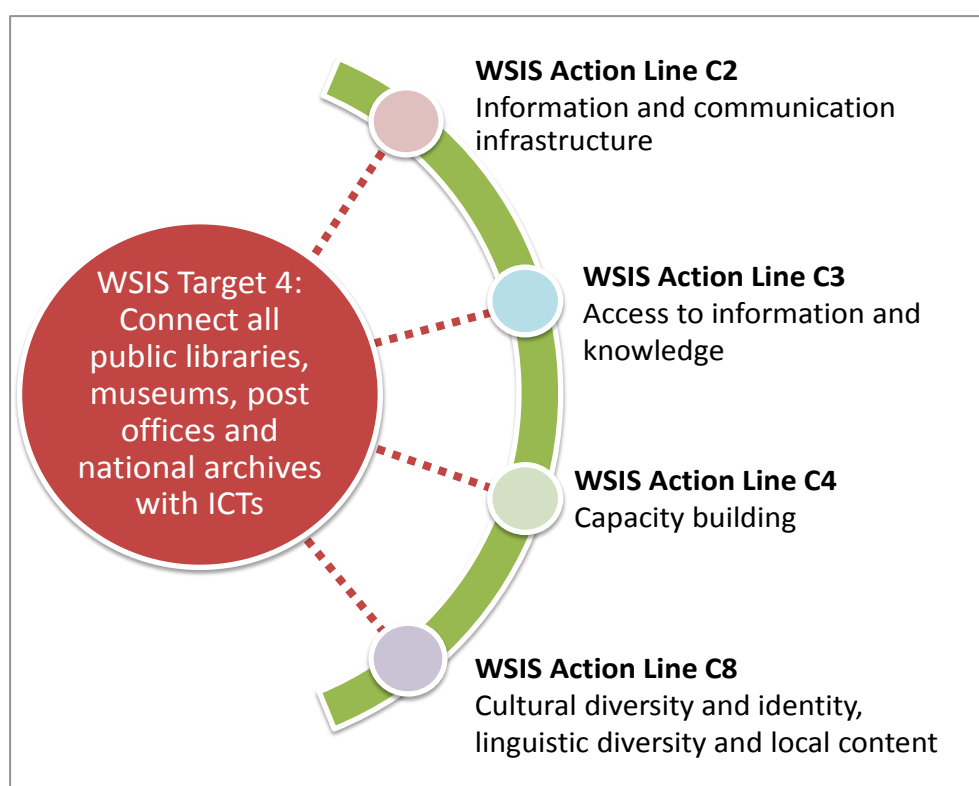 WSIS Target 4:
Connect all
public libraries,
museums, post
offices and
national archives
with ICTs
WSIS Action Line C2
Information and communication
infrastructure
WSIS Action Line C3
Access to information and
knowledge
WSIS Action Line C4
Capacity building
WSIS Action Line C8
Cultural diversity and identity,
linguistic diversity and local content